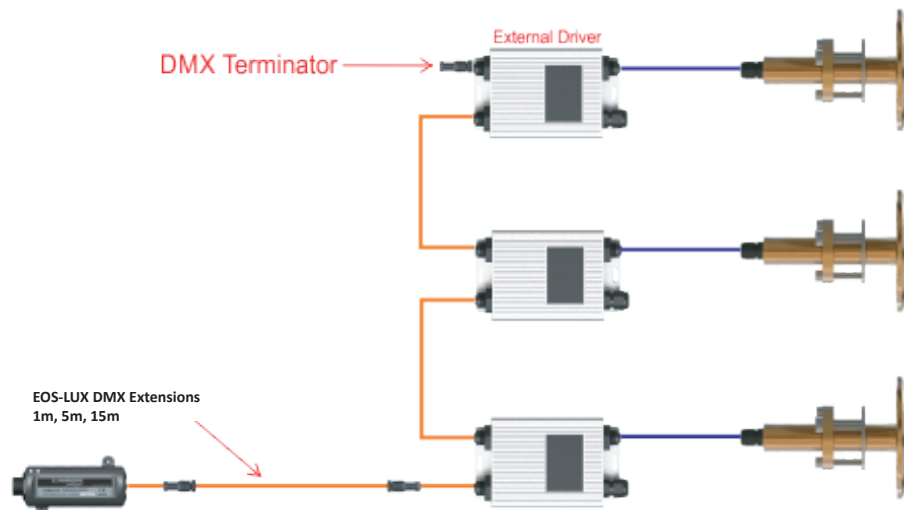 External Driver
DMX Terminator
EOS-LUX DMX Extensions
1m, 5m, 15m